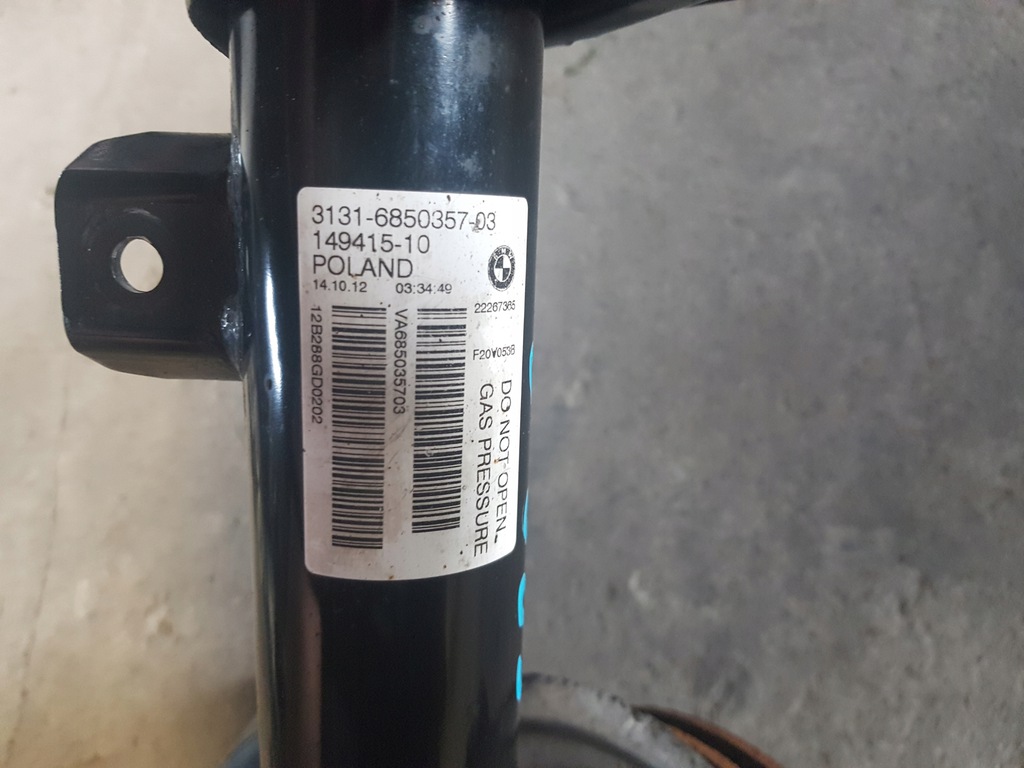 3131-6850357-03
149415-10
POLAND
14.10.12 03:34:49
22267365
F20V053B
12B288GD0202
VA685035703
DO NOT OPEN
GAS PRESSURE